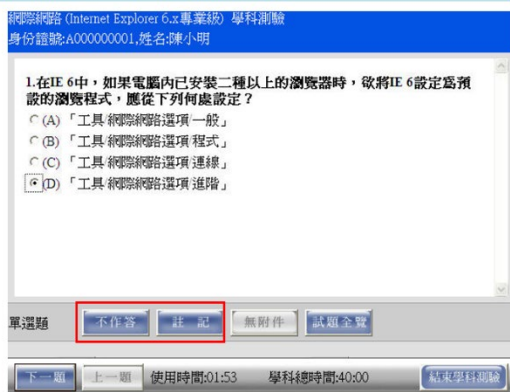 網際網路 (Internet Explorer 6.x專業級) 學科測驗
身份證號:A000000001,姓名:陳小明
1.在IE 6中，如果電腦內已安裝二種以上的瀏覽器時，欲將IE 6設定為預
設的瀏覽程式，應從下列何處設定？
(A)「工具/網際網路選項/一般」
(B)「工具/網際網路選項/程式」
(C)「工具/網際網路選項/連線」
(D)「工具/網際網路選項/進階」
單選題 不作答 註 記 無附件 試題全覽
下一題 上一題 使用時間:01:53 學科總時間:40:00 結束學科測驗